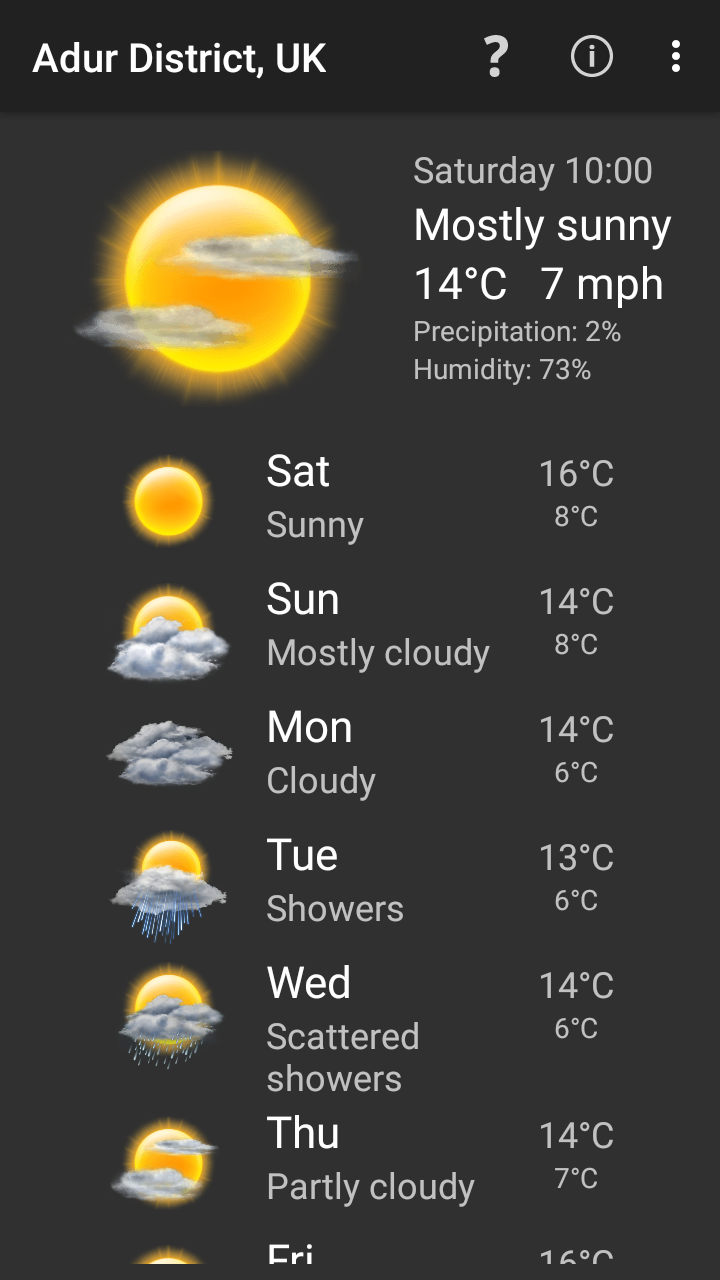 Adur District, UK
Saturday 10:00
Mostly sunny
14°C 7 mph
Precipitation: 2%
Humidity: 73%
Sat 16°C
Sunny 8°C
Sun 14°C
Mostly cloudy 8°C
Mon 14°C
Cloudy 6°C
Tue 13°C
Showers 6°C
Wed 14°C
Scattered 6°C
showers
Thu 14°C
Partly cloudy 7°C
Fri 16°C